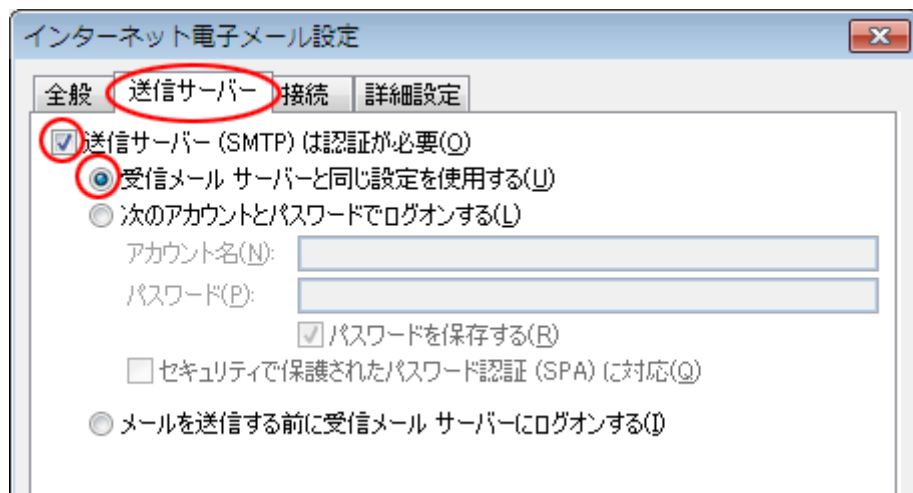 インターネット電子メール設定
全般 送信サーバー 接続 詳細設定
送信サーバー (SMTP) は認証が必要(O)
受信メール サーバーと同じ設定を使用する(U)
次のアカウントとパスワードでログオンする(L)
アカウント名(N):
パスワード(P):
パスワードを保存する(R)
セキュリティで保護されたパスワード認証 (SPA) に対応(Q)
メールを送信する前に受信メール サーバーにログオンする(I)